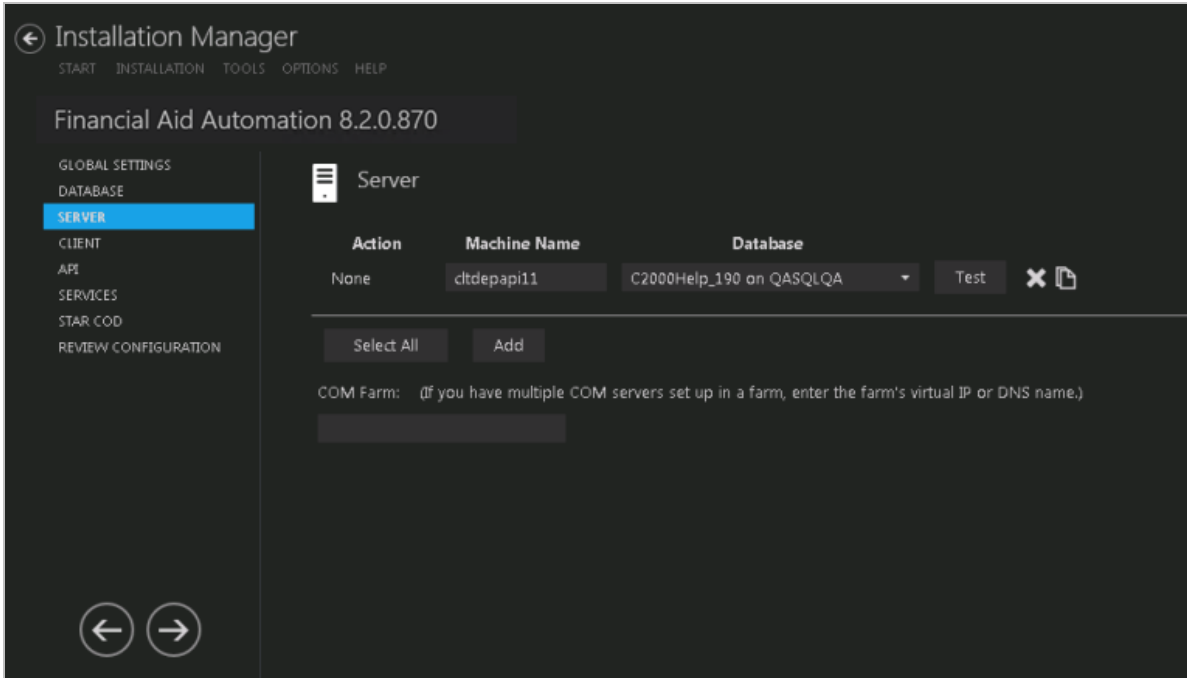 Installation Manager
START INSTALLATION TOOLS OPTIONS HELP
Financial Aid Automation 8.2.0.870
GLOBAL SETTINGS
DATABASE
SERVER
CLIENT
API
SERVICES
STAR COD
REVIEW CONFIGURATION
Server
Action Machine Name Database
None cltdepapi11 C2000Help_190 on QASQLQA Test
Select All Add
COM Farm: (If you have multiple COM servers set up in a farm, enter the farm's virtual IP or DNS name.)